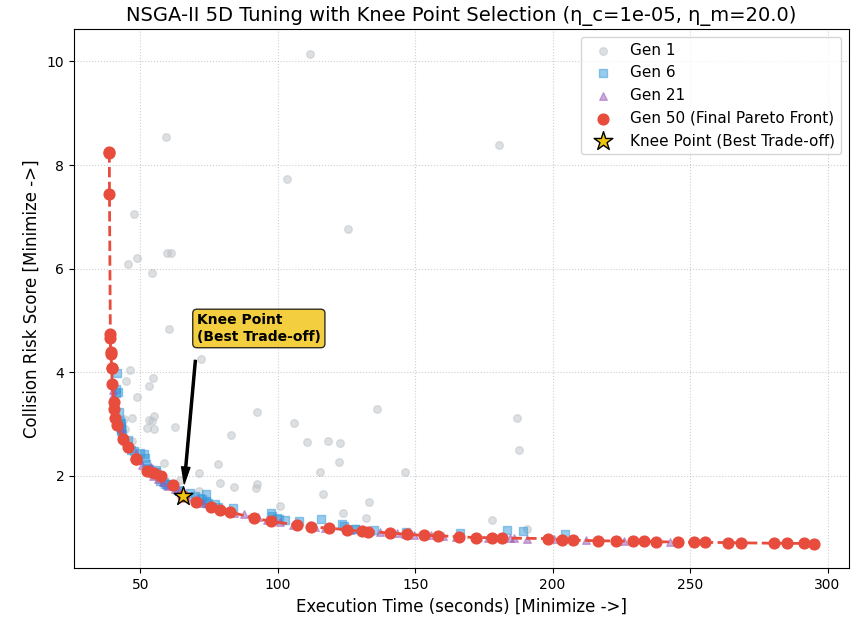 NSGA-II 5D Tuning with Knee Point Selection (η_c=1e-05, η_m=20.0)
Gen 1
Gen 6
Gen 21
Gen 50 (Final Pareto Front)
Knee Point (Best Trade-off)
Collision Risk Score [Minimize ->]
10
8
6
4
2
Knee Point
(Best Trade-off)
50
100
150
200
250
300
Execution Time (seconds) [Minimize ->]